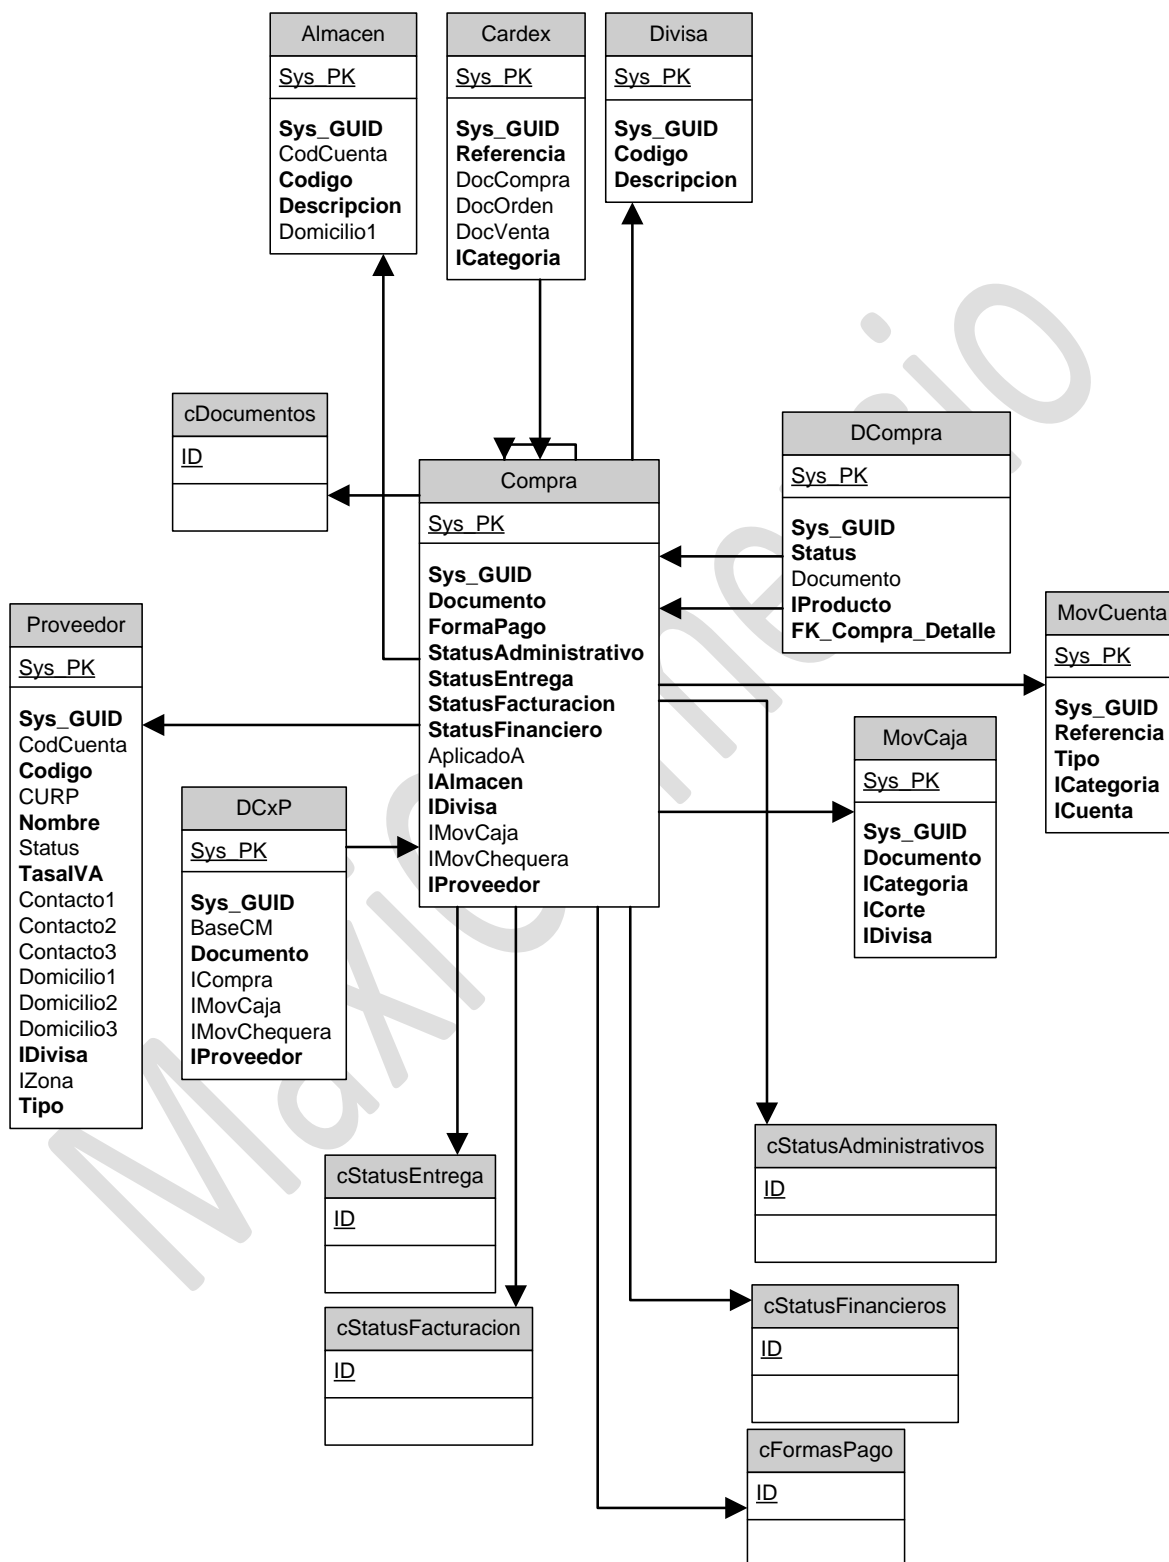 Almacen
Sys_PK
Sys_GUID
CodCuenta
Codigo
Descripcion
Domicilio1
Cardex
Sys_PK
Sys_GUID
Referencia
DocCompra
DocOrden
DocVenta
ICategoria
Divisa
Sys_PK
Sys_GUID
Codigo
Descripcion
cDocumentos
ID
Compra
Sys_PK
Sys_GUID
Documento
FormaPago
StatusAdministrativo
StatusEntrega
StatusFacturacion
StatusFinanciero
AplicadoA
IAlmacen
IDivisa
IMovCaja
IMovChequera
IProveedor
DCompra
Sys_PK
Sys_GUID
Status
Documento
IProducto
FK_Compra_Detalle
MovCuenta
Sys_PK
Sys_GUID
Referencia
Tipo
ICategoria
ICuenta
Proveedor
Sys_PK
Sys_GUID
CodCuenta
Codigo
CURP
Nombre
Status
TasaIVA
Contacto1
Contacto2
Contacto3
Domicilio1
Domicilio2
Domicilio3
IDivisa
IZona
Tipo
MovCaja
Sys_PK
Sys_GUID
Documento
ICategoria
ICorte
IDivisa
DCxP
Sys_PK
Sys_GUID
BaseCM
Documento
ICompra
IMovCaja
IMovChequera
IProveedor
cStatusEntrega
ID
cStatusAdministrativos
ID
cStatusFacturacion
ID
cStatusFinancieros
ID
cFormasPago
ID